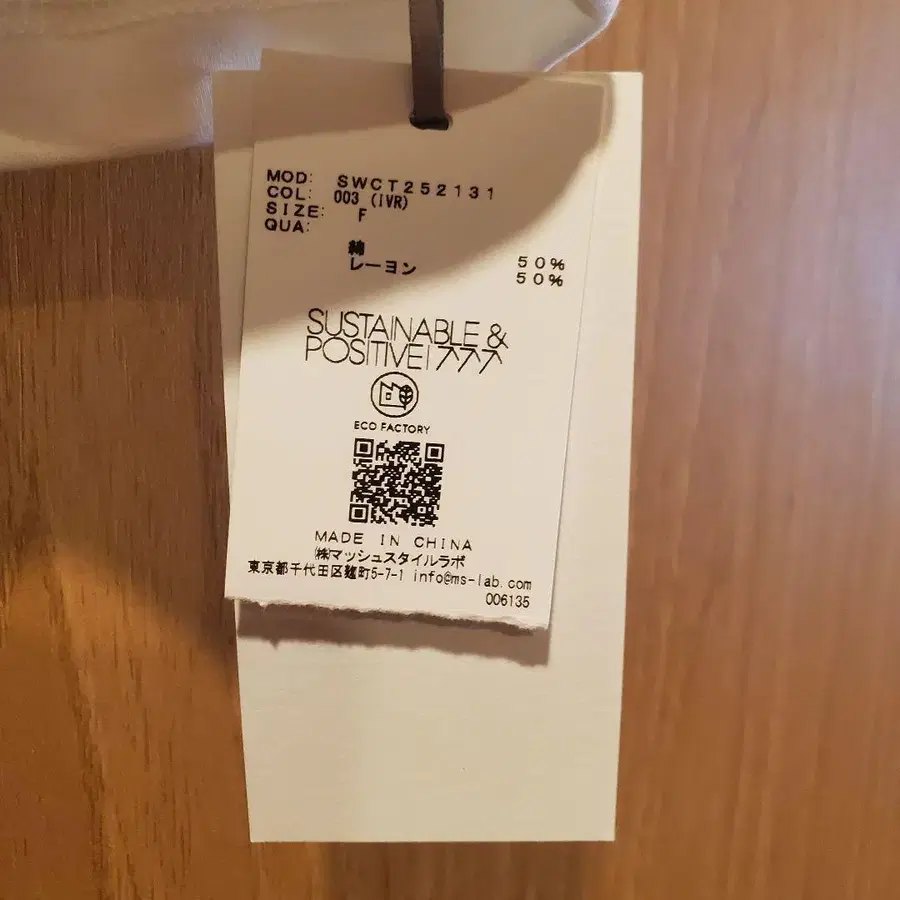 MOD: SWCT252131
COL: 003 (IVR)
SIZE: F
QUA:
綿 50%
レーヨン 50%
SUSTAINABLE &
POSITIVE! ↗↗↗
ECO FACTORY
MADE IN CHINA
㈱マッシュスタイルラボ
東京都千代田区麹町5-7-1 info@ms-lab.com
006135